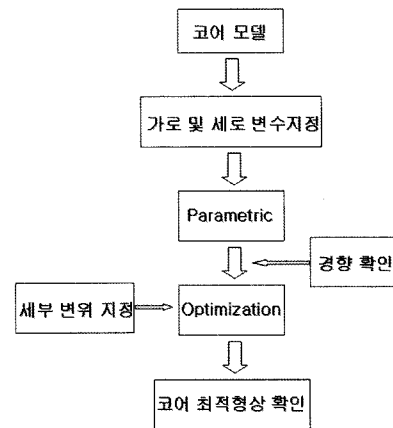 코어 모델
가로 및 세로 변수지정
Parametric
경향 확인
세부 변위 지정
Optimization
코어 최적형상 확인